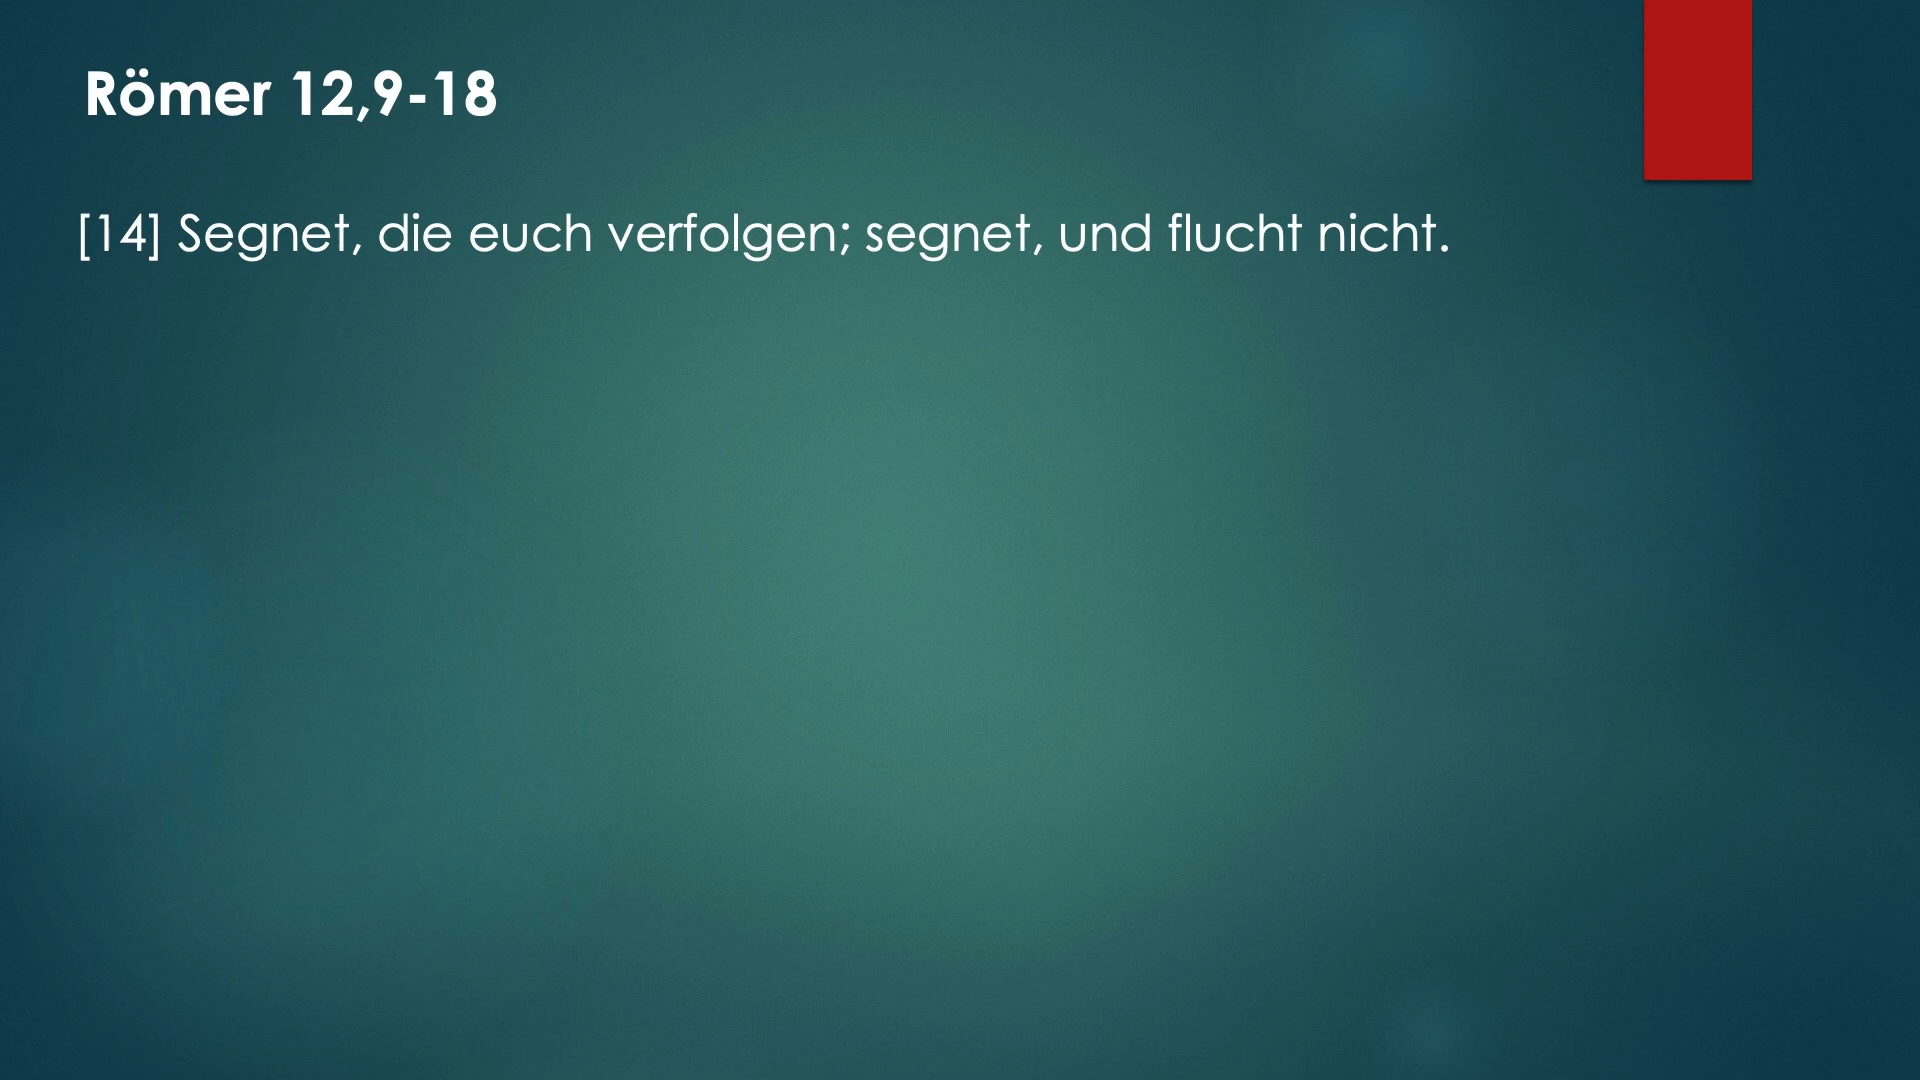 Römer 12,9-18
[14] Segnet, die euch verfolgen; segnet, und flucht nicht.